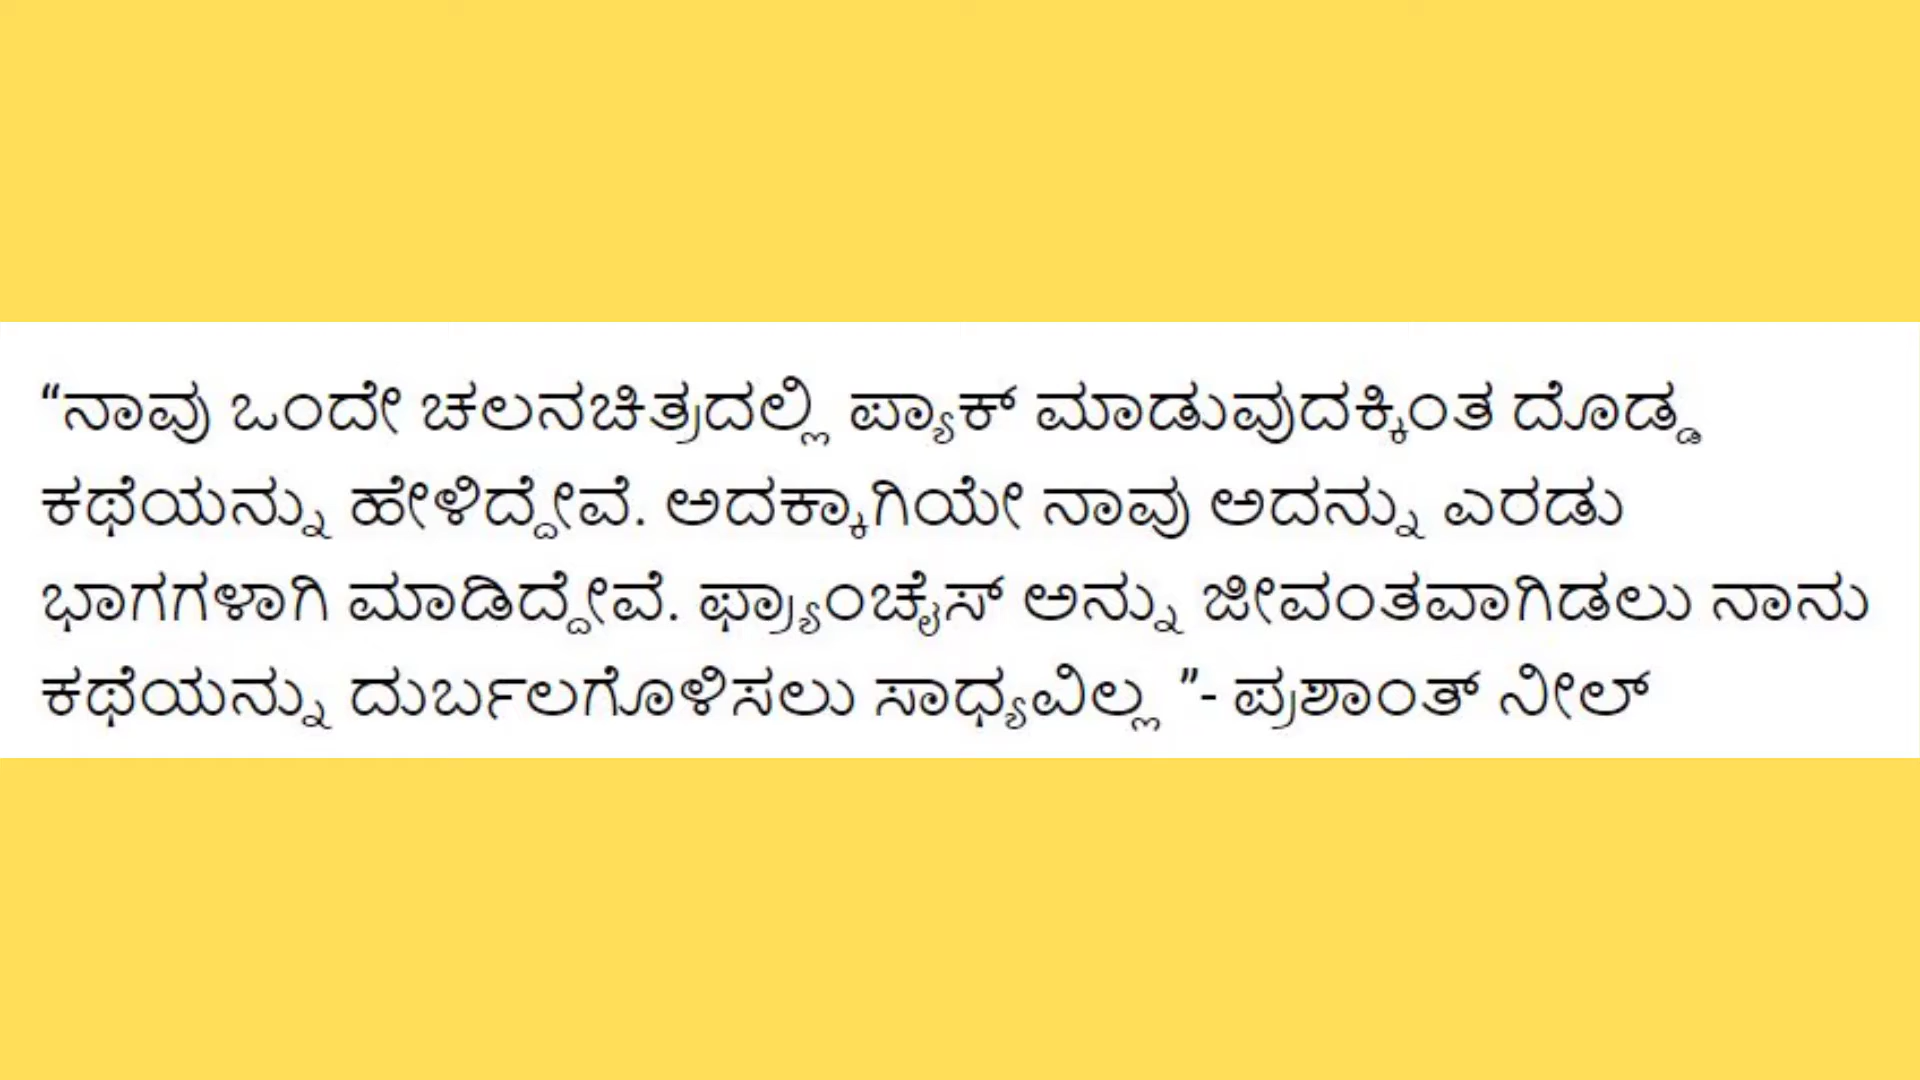 “ನಾವು ಒಂದೇ ಚಲನಚಿತ್ರದಲ್ಲಿ ಪ್ಯಾಕ್ ಮಾಡುವುದಕ್ಕಿಂತ ದೊಡ್ಡ
ಕಥೆಯನ್ನು ಹೇಳಿದ್ದೇವೆ. ಅದಕ್ಕಾಗಿಯೇ ನಾವು ಅದನ್ನು ಎರಡು
ಭಾಗಗಳಾಗಿ ಮಾಡಿದ್ದೇವೆ. ಫ್ರ್ಯಾಂಚೈಸ್ ಅನ್ನು ಜೀವಂತವಾಗಿಡಲು ನಾನು
ಕಥೆಯನ್ನು ದುರ್ಬಲಗೊಳಿಸಲು ಸಾಧ್ಯವಿಲ್ಲ ”- ಪ್ರಶಾಂತ್ ನೀಲ್